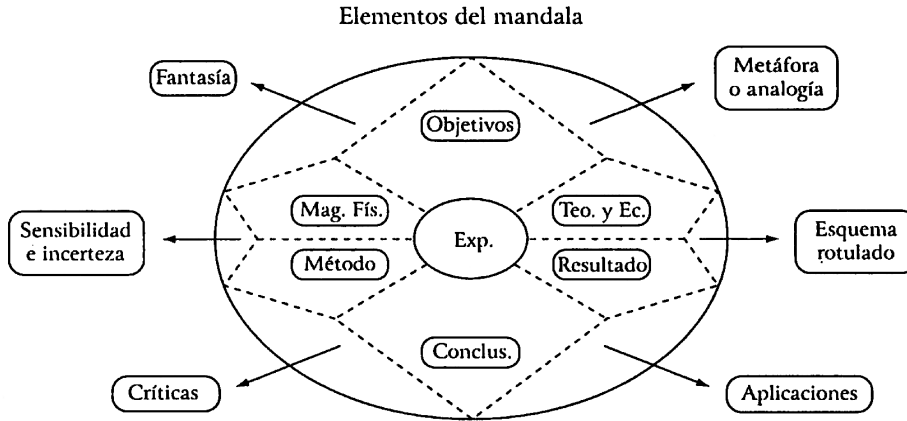 Elementos del mandala
Fantasía
Metáfora
o analogía
Objetivos
Mag. Fís.
Teo. y Ec.
Sensibilidad
e incerteza
Exp.
Esquema
rotulado
Método
Resultado
Conclus.
Críticas
Aplicaciones